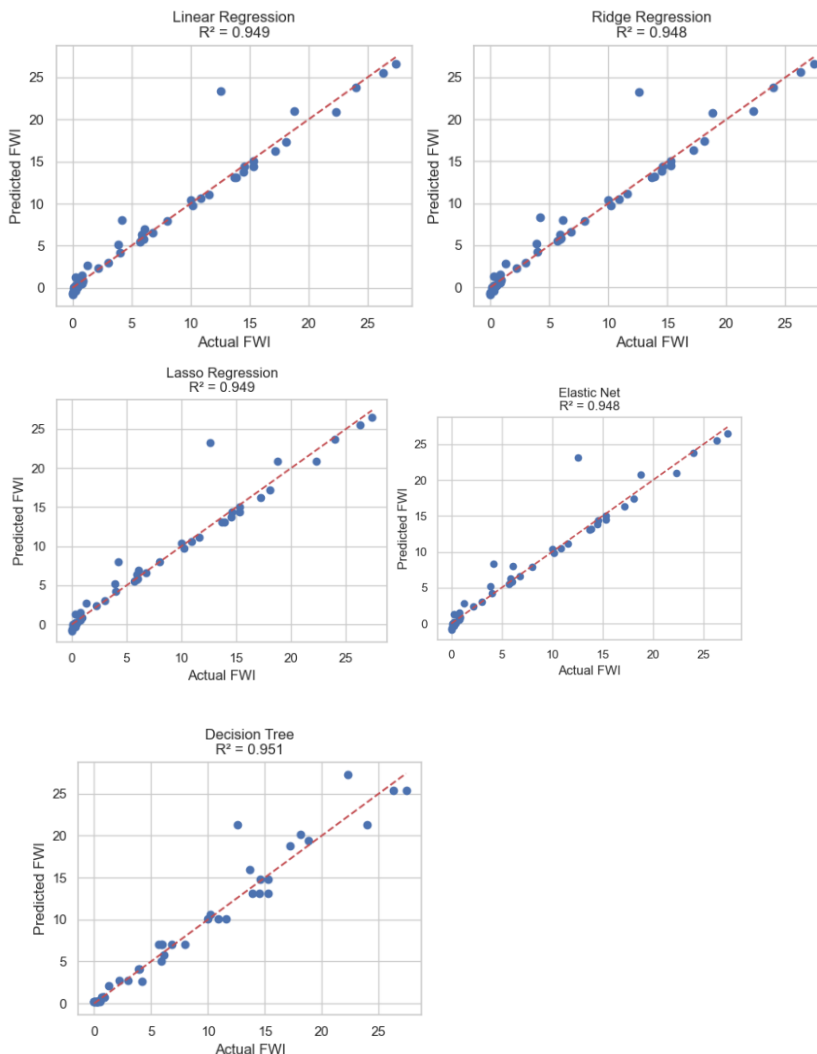 Linear Regression
R² = 0.949
25
20
15
10
5
0
Predicted FWI
0 5 10 15 20 25
Actual FWI
Ridge Regression
R² = 0.948
25
20
15
10
5
0
Predicted FWI
0 5 10 15 20 25
Actual FWI
Lasso Regression
R² = 0.949
25
20
15
10
5
0
Predicted FWI
0 5 10 15 20 25
Actual FWI
Elastic Net
R² = 0.948
25
20
15
10
5
0
Predicted FWI
0 5 10 15 20 25
Actual FWI
Decision Tree
R² = 0.951
25
20
15
10
5
0
Predicted FWI
0 5 10 15 20 25
Actual FWI